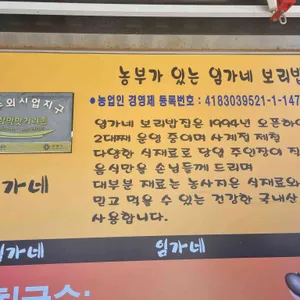 농부가 있는 임가네 보리밥
●농업인 경영체 등록번호 : 4183039521-1-147
임가네 보리밥집은 1994년 오픈하여
2대째 운영 중이며 사계절 제철
다양한 식재료로 당일 주인장이 직
음식만을 손님들께 드리며
대부분 재료는 농사지은 식재료와
믿고 먹을 수 있는 건강한 국내산
사용합니다.
가네
임가네
임가네